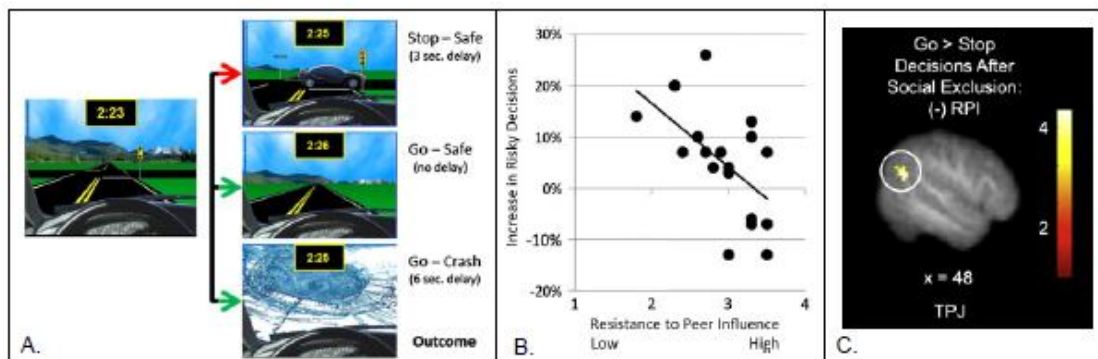 2:23
2:25
Stop – Safe
(3 sec. delay)
2:26
Go – Safe
(no delay)
2:26
Go – Crash
(6 sec. delay)
Outcome
A.
30%
20%
10%
0%
-10%
-20%
Increase in Risky Decisions
1
2
3
4
Resistance to Peer Influence
Low
High
B.
Go > Stop
Decisions After
Social Exclusion:
(-) RPI
4
2
x = 48
TPJ
C.